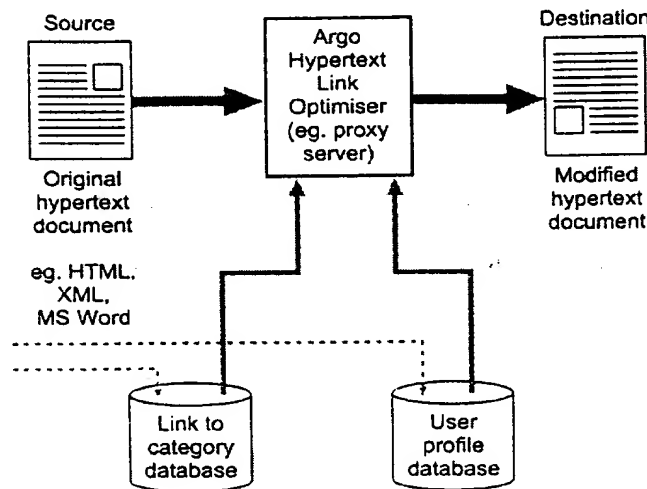 Source
Original
hypertext
document
eg. HTML,
XML,
MS Word
Argo
Hypertext
Link
Optimiser
(eg. proxy
server)
Destination
Modified
hypertext
document
Link to
category
database
User
profile
database